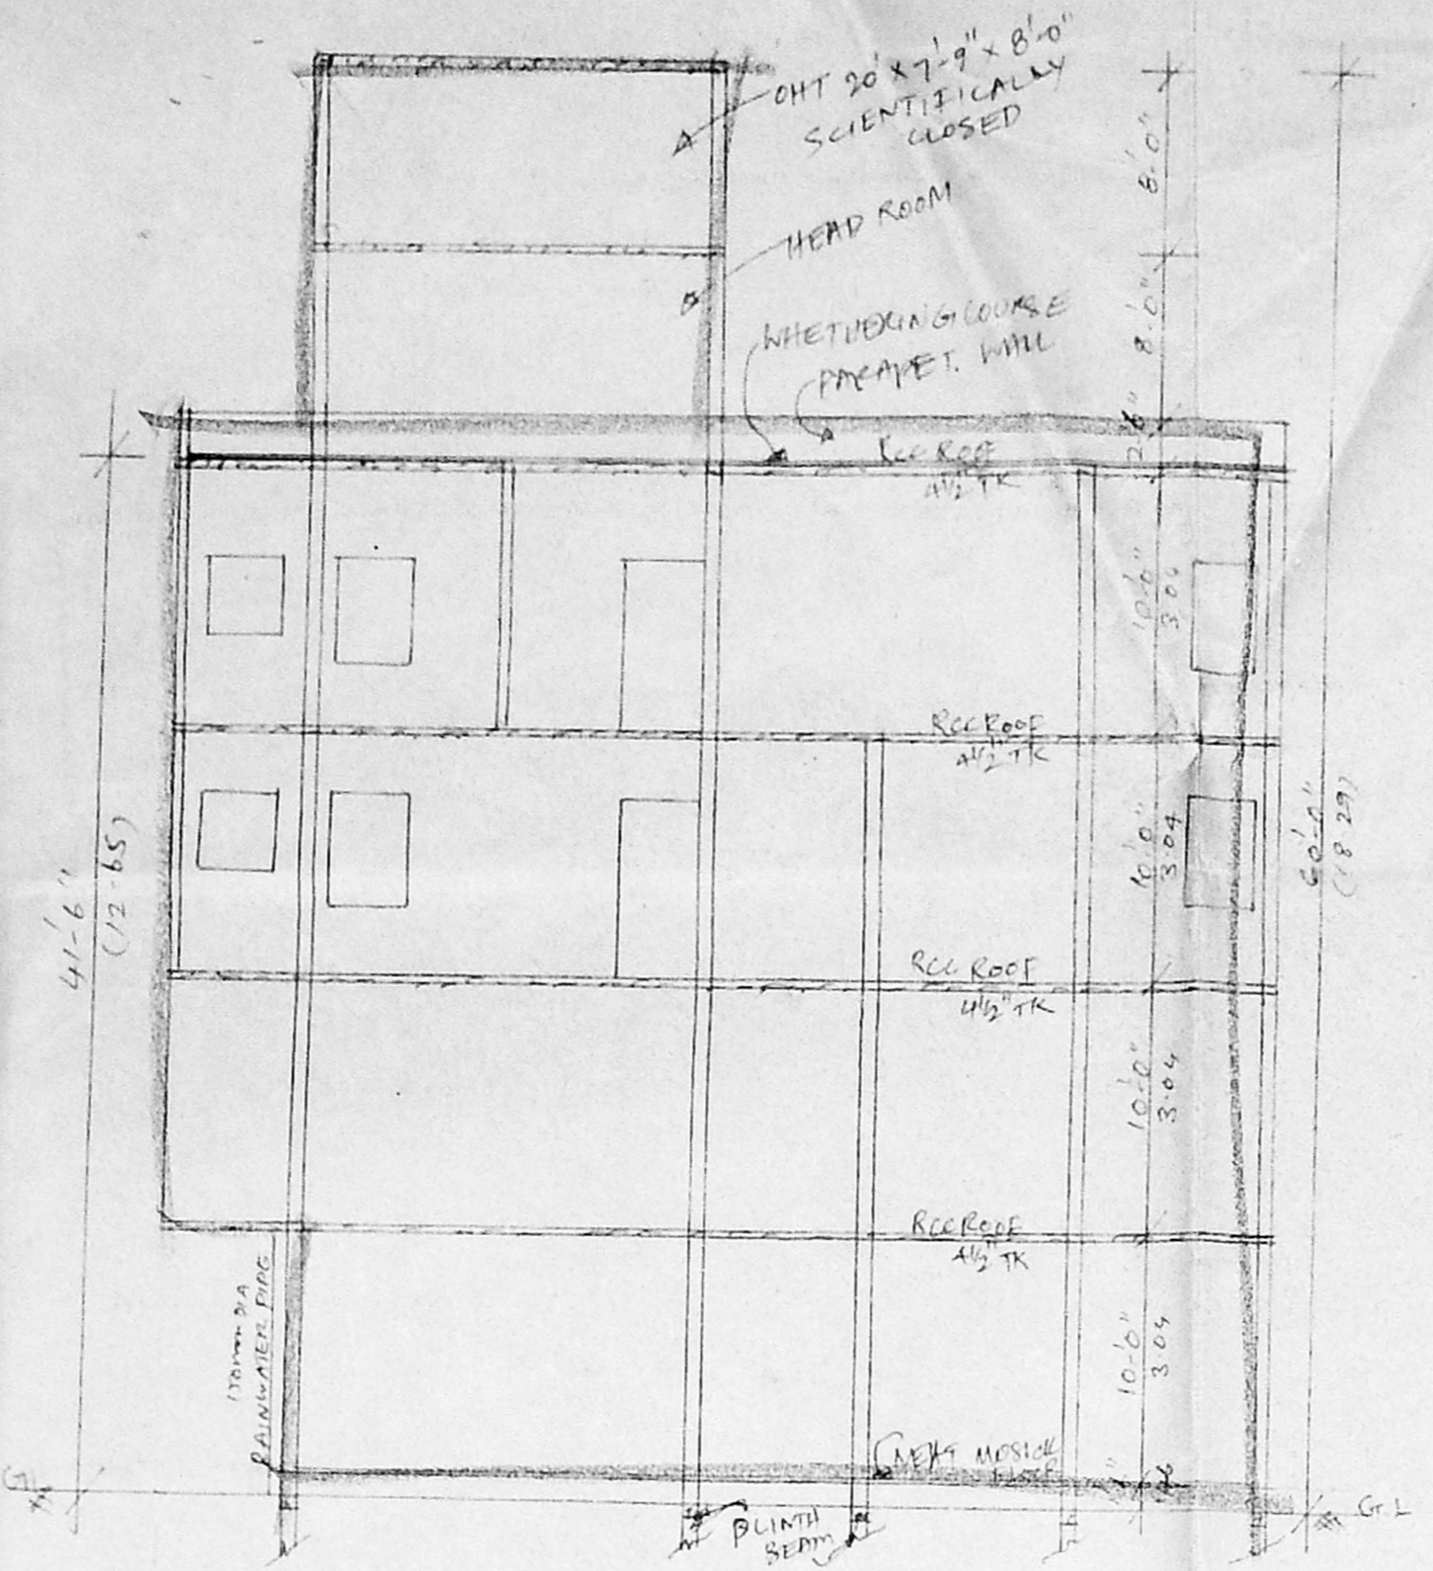 OHT 20' x 7'-9" x 8'-0"
SCIENTIFICALLY
CLOSED
8'-0"
HEAD ROOM
8'-0"
WHETHERING COURSE
PARAPET. WALL
2'-6"
RCC ROOF
4½" TK
10'-0"
3.04
RCC ROOF
4½" TK
10'-0"
3.04
60'-0"
(18.29)
41'-6"
(12.65)
RCC ROOF
4½" TK
10'-0"
3.04
RCC ROOF
4½" TK
DIA
RAINWATER PIPE
10'-0"
3.04
MOSICK
FLOOR
PLINTH
BEAM
G.L